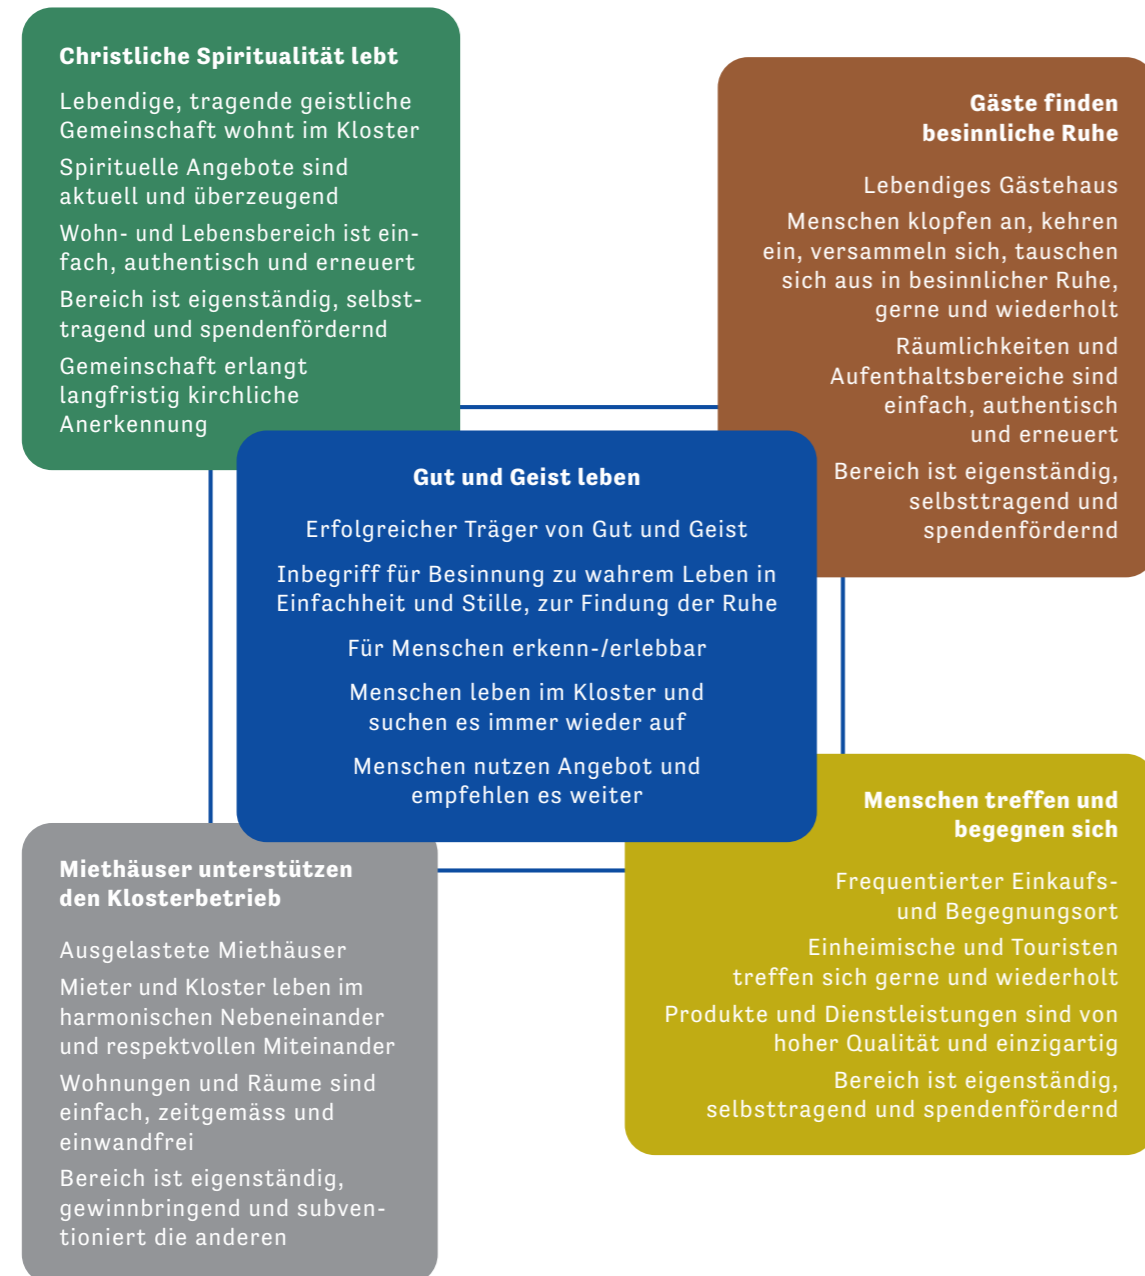 Christliche Spiritualität lebt
Lebendige, tragende geistliche
Gemeinschaft wohnt im Kloster
Spirituelle Angebote sind
aktuell und überzeugend
Wohn- und Lebensbereich ist ein-
fach, authentisch und erneuert
Bereich ist eigenständig, selbst-
tragend und spendenfördernd
Gemeinschaft erlangt
langfristig kirchliche
Anerkennung
Gäste finden
besinnliche Ruhe
Lebendiges Gästehaus
Menschen klopfen an, kehren
ein, versammeln sich, tauschen
sich aus in besinnlicher Ruhe,
gerne und wiederholt
Räumlichkeiten und
Aufenthaltsbereiche sind
einfach, authentisch
und erneuert
Bereich ist eigenständig,
selbsttragend und
spendenfördernd
Gut und Geist leben
Erfolgreicher Träger von Gut und Geist
Inbegriff für Besinnung zu wahrem Leben in
Einfachheit und Stille, zur Findung der Ruhe
Für Menschen erkenn-/erlebbar
Menschen leben im Kloster und
suchen es immer wieder auf
Menschen nutzen Angebot und
empfehlen es weiter
Miethäuser unterstützen
den Klosterbetrieb
Ausgelastete Miethäuser
Mieter und Kloster leben im
harmonischen Nebeneinander
und respektvollen Miteinander
Wohnungen und Räume sind
einfach, zeitgemäss und
einwandfrei
Bereich ist eigenständig,
gewinnbringend und subven-
tioniert die anderen
Menschen treffen und
begegnen sich
Frequentierter Einkaufs-
und Begegnungsort
Einheimische und Touristen
treffen sich gerne und wiederholt
Produkte und Dienstleistungen sind von
hoher Qualität und einzigartig
Bereich ist eigenständig,
selbsttragend und spendenfördernd